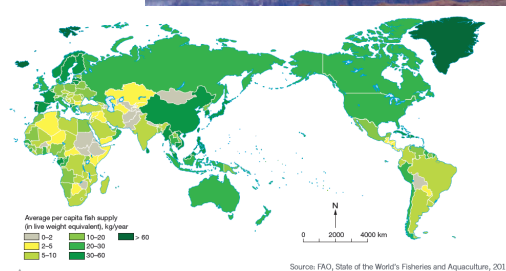 N
0 2000 4000 km
Average per capita fish supply
(in live weight equivalent), kg/year
0–2 10–20 > 60
2–5 20–30
5–10 30–60
Source: FAO, State of the World's Fisheries and Aquaculture, 201